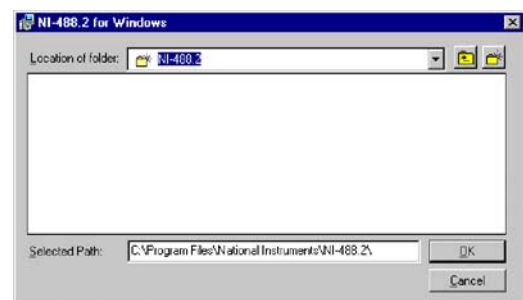 NI-488.2 for Windows
Location of folder: NI-488.2
Selected Path: C:\Program Files\National Instruments\NI-488.2\ OK
Cancel